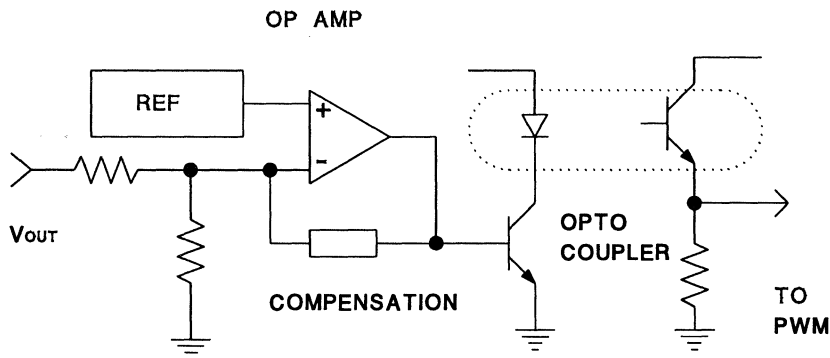 OP AMP
REF
+
-
VOUT
OPTO
COUPLER
COMPENSATION
TO
PWM